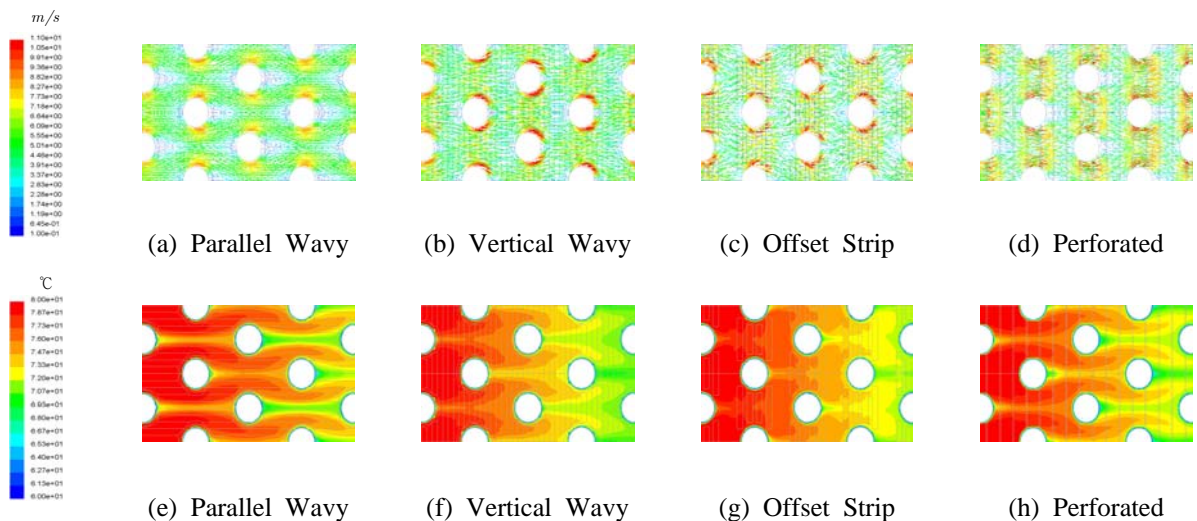 m/s
1.10e+01
1.05e+01
9.91e+00
9.36e+00
8.82e+00
8.27e+00
7.73e+00
7.18e+00
6.64e+00
6.09e+00
5.55e+00
5.01e+00
4.46e+00
3.91e+00
3.37e+00
2.83e+00
2.28e+00
1.74e+00
1.19e+00
6.45e-01
1.00e-01
(a) Parallel Wavy
(b) Vertical Wavy
(c) Offset Strip
(d) Perforated
℃
8.00e+01
7.87e+01
7.73e+01
7.60e+01
7.47e+01
7.33e+01
7.20e+01
7.07e+01
6.93e+01
6.80e+01
6.67e+01
6.53e+01
6.40e+01
6.27e+01
6.13e+01
6.00e+01
(e) Parallel Wavy
(f) Vertical Wavy
(g) Offset Strip
(h) Perforated